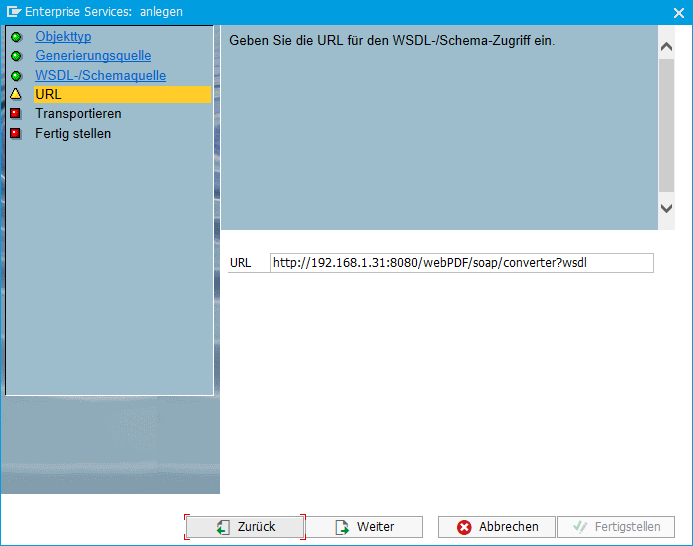 Enterprise Services: anlegen
Objekttyp
Generierungsquelle
WSDL-/Schemaquelle
URL
Transportieren
Fertig stellen
Geben Sie die URL für den WSDL-/Schema-Zugriff ein.
URL http://192.168.1.31:8080/webPDF/soap/converter?wsdl
Zurück Weiter Abbrechen Fertigstellen